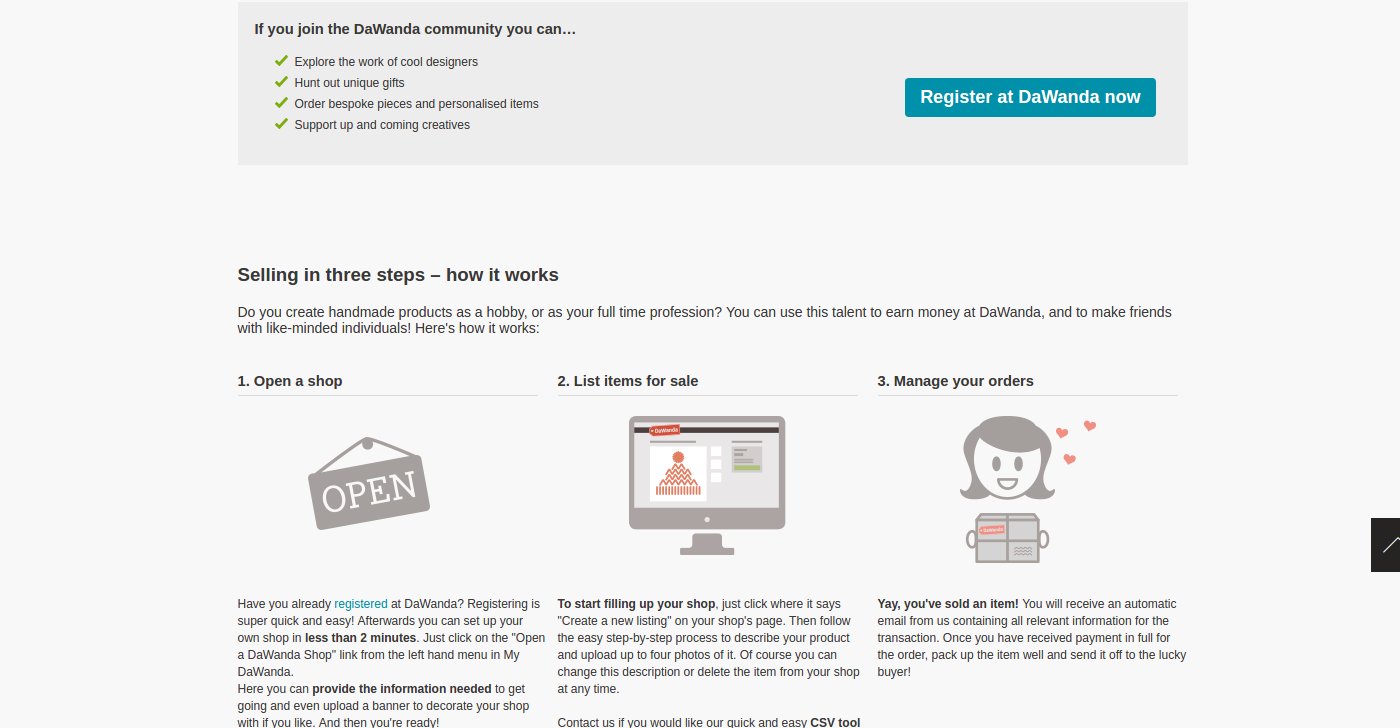 If you join the DaWanda community you can…
Explore the work of cool designers
Hunt out unique gifts
Order bespoke pieces and personalised items
Support up and coming creatives
Register at DaWanda now
Selling in three steps – how it works
Do you create handmade products as a hobby, or as your full time profession? You can use this talent to earn money at DaWanda, and to make friends
with like-minded individuals! Here's how it works:
1. Open a shop
OPEN
Have you already registered at DaWanda? Registering is
super quick and easy! Afterwards you can set up your
own shop in less than 2 minutes. Just click on the "Open
a DaWanda Shop" link from the left hand menu in My
DaWanda.
Here you can provide the information needed to get
going and even upload a banner to decorate your shop
with if you like. And then you're ready!
2. List items for sale
DaWanda
To start filling up your shop, just click where it says
"Create a new listing" on your shop's page. Then follow
the easy step-by-step process to describe your product
and upload up to four photos of it. Of course you can
change this description or delete the item from your shop
at any time.
Contact us if you would like our quick and easy CSV tool
3. Manage your orders
DaWanda
Yay, you've sold an item! You will receive an automatic
email from us containing all relevant information for the
transaction. Once you have received payment in full for
the order, pack up the item well and send it off to the lucky
buyer!